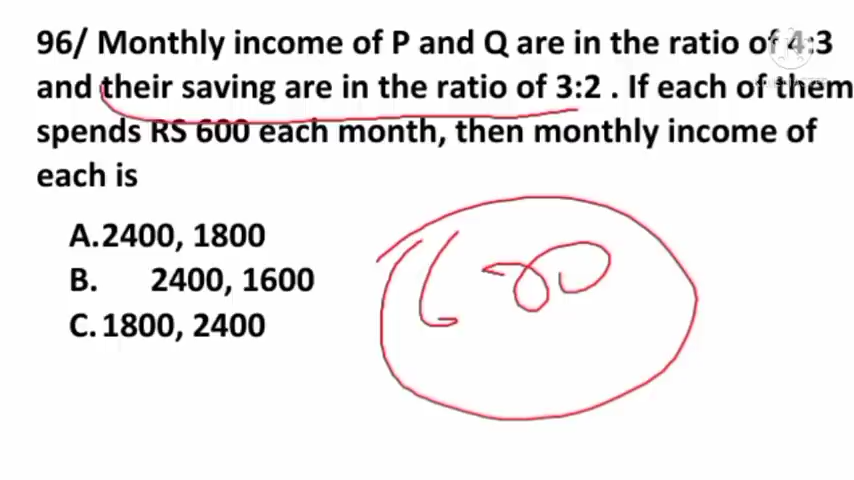 96/ Monthly income of P and Q are in the ratio of 4:3
and their saving are in the ratio of 3:2 . If each of them
spends RS 600 each month, then monthly income of
each is
A.2400, 1800
B. 2400, 1600
C.1800, 2400